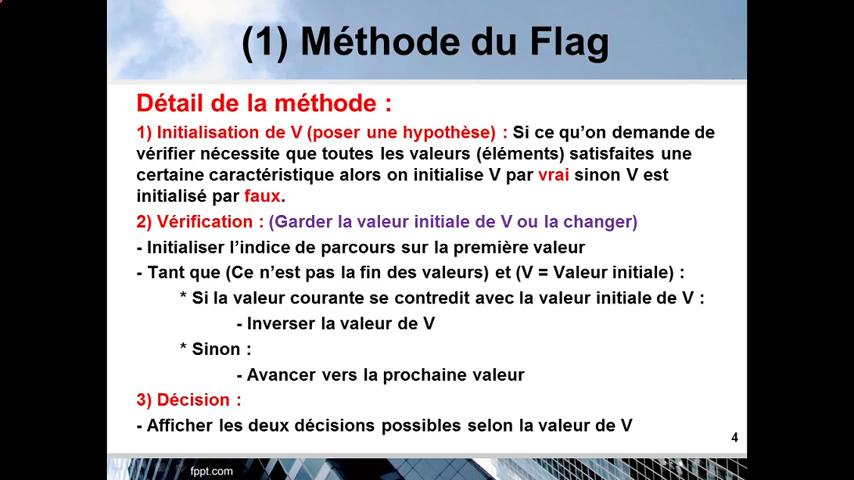 (1) Méthode du Flag
Détail de la méthode :
1) Initialisation de V (poser une hypothèse) : Si ce qu’on demande de
vérifier nécessite que toutes les valeurs (éléments) satisfaites une
certaine caractéristique alors on initialise V par vrai sinon V est
initialisé par faux.
2) Vérification : (Garder la valeur initiale de V ou la changer)
- Initialiser l’indice de parcours sur la première valeur
- Tant que (Ce n’est pas la fin des valeurs) et (V = Valeur initiale) :
* Si la valeur courante se contredit avec la valeur initiale de V :
- Inverser la valeur de V
* Sinon :
- Avancer vers la prochaine valeur
3) Décision :
- Afficher les deux décisions possibles selon la valeur de V
4
fppt.com